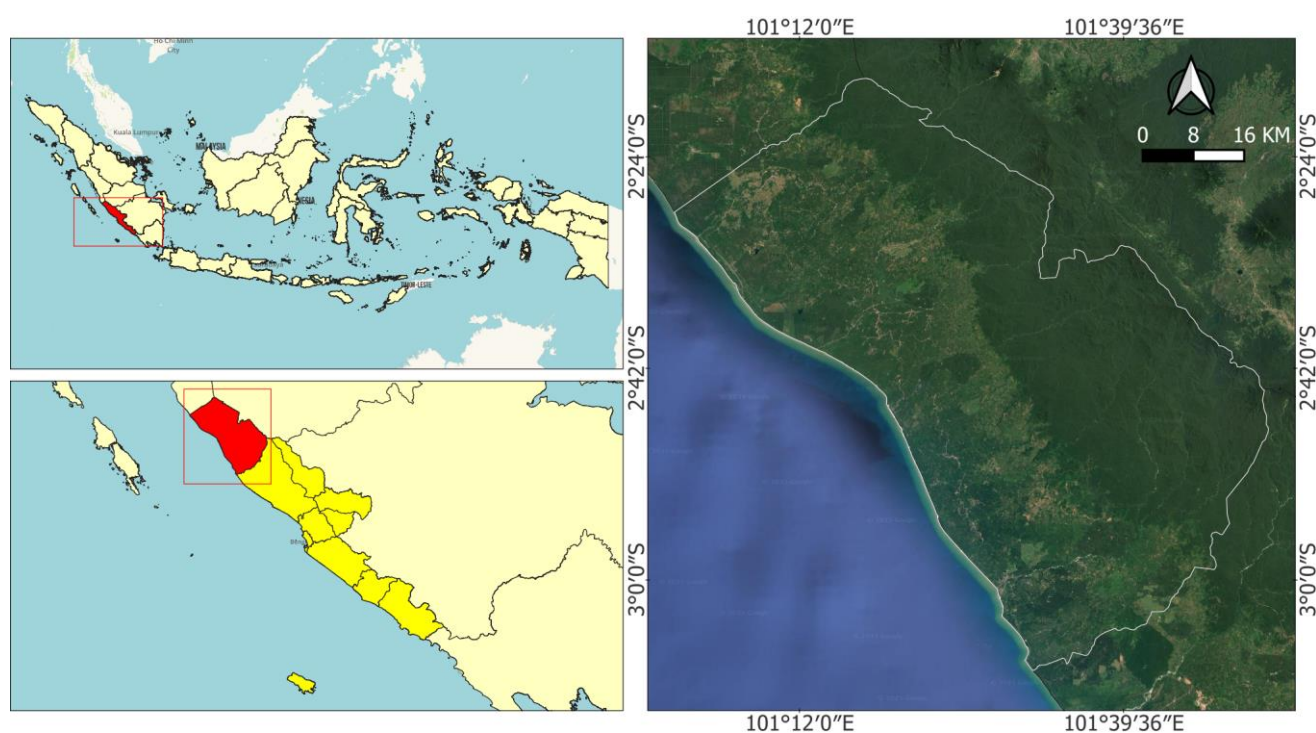 Ho Chi Minh
City
Kuala Lumpur
MALAYSIA
TIMOR-LESTE
101°12′0″E
101°39′36″E
2°24′0″S
2°42′0″S
3°0′0″S
0 8 16 KM
2°24′0″S
2°42′0″S
3°0′0″S
101°12′0″E
101°39′36″E